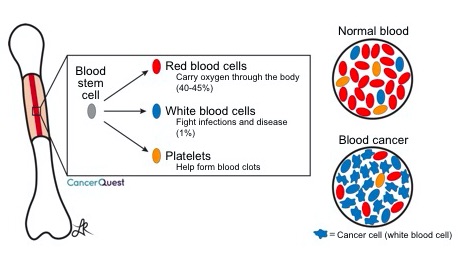 Blood
stem
cell
Red blood cells
Carry oxygen through the body
(40-45%)
White blood cells
Fight infections and disease
(1%)
Platelets
Help form blood clots
CancerQuest
Normal blood
Blood cancer
= Cancer cell (white blood cell)